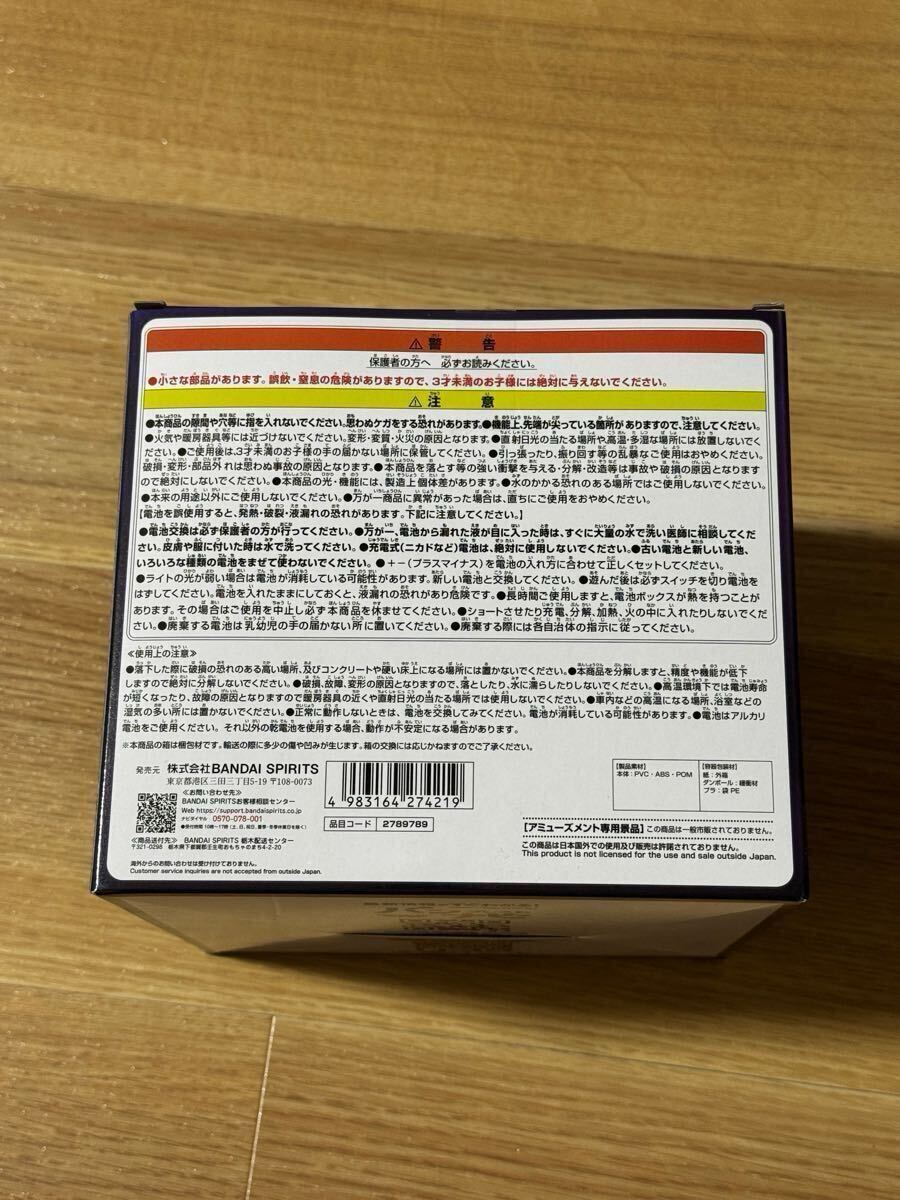 ⚠警 告
保護者の方へ 必ずお読みください。
●小さな部品があります。誤飲・窒息の危険がありますので、3才未満のお子様には絶対に与えないでください。
⚠注 意
●本商品の隙間や穴等に指を入れないでください。思わぬケガをする恐れがあります。●機能上、先端が尖っている箇所がありますので、注意してください。
●火気や暖房器具等には近づけないでください。変形・変質・火災の原因となります。●直射日光の当たる場所や高温・多湿な場所には放置しないでください。
●ご使用後は、3才未満のお子様の手の届かない場所に保管してください。●引っ張ったり、振り回す等の乱暴なご使用はおやめください。
破損・変形・部品外れは思わぬ事故の原因となります。●本商品を落とす等の強い衝撃を与える・分解・改造等は事故や破損の原因となりますので絶対にしないでください。
●本商品の光・機能には、製造上個体差があります。●水のかかる恐れのある場所ではご使用しないでください。
●本来の用途以外にご使用しないでください。●万が一商品に異常があった場合は、直ちにご使用をおやめください。
【電池を誤使用すると、発熱・破裂・液漏れの恐れがあります。下記に注意してください。】
●電池交換は必ず保護者の方が行ってください。●万が一、電池から漏れた液が目に入った時は、すぐに大量の水で洗い医師に相談してください。
皮膚や服に付いた時は水で洗ってください。●充電式(ニカドなど)電池は、絶対に使用しないでください。●古い電池と新しい電池、
いろいろな種類の電池をまぜて使わないでください。●+-(プラスマイナス)を電池の入れ方に合わせて正しくセットしてください。
●ライトの光が弱い場合は電池が消耗している可能性があります。新しい電池と交換してください。●遊んだ後は必ずスイッチを切り電池を
はずしてください。電池を入れたままにしておくと、液漏れの恐れがあり危険です。●長時間ご使用しますと、電池ボックスが熱を持つことが
あります。その場合はご使用を中止し必ず本商品を休ませてください。●ショートさせたり充電、分解、加熱、火の中に入れたりしないでください。
●廃棄する電池は乳幼児の手の届かない所に置いてください。●廃棄する際には各自治体の指示に従ってください。
≪使用上の注意≫
●落下した際に破損の恐れのある高い場所、及びコンクリートや硬い床上になる場所には置かないでください。●本商品を分解しますと、精度や機能が低下
しますので絶対に分解しないでください。●破損、故障、変形の原因となりますので、落としたり、水に濡らしたりしないでください。●高温環境下では電池寿命
が短くなったり、故障の原因となりますので暖房器具の近くや直射日光の当たる場所では使用しないでください。●車内などの高温になる場所、浴室などの
湿気の多い所には置かないでください。●正常に動作しないときは、電池を交換してみてください。電池が消耗している可能性があります。●電池はアルカリ
電池をご使用ください。それ以外の乾電池を使用する場合、動作が不安定になる場合があります。
※本商品の箱は梱包材です。輸送の際に多少の傷や凹みが生じます。箱の交換には応じかねますのでご了承ください。
発売元 株式会社BANDAI SPIRITS
東京都港区三田三丁目5-19 〒108-0073
≪お問い合わせ先≫
BANDAI SPIRITSお客様相談センター
Web https://support.bandaispirits.co.jp
ナビダイヤル 0570-078-001
●受付時間 10時~17時(土、日、祝日、夏季・冬季休業日を除く)
≪商品送付先≫ BANDAI SPIRITS 栃木配送センター
〒321-0298 栃木県下都賀郡壬生町おもちゃのまち4-2-20
海外からのお問い合わせは受け付けておりません。
Customer service inquiries are not accepted from outside Japan.
4 983164 274219
品目コード 2789789
【製品素材】
本体:PVC・ABS・POM
【容器包装材】
紙:外箱
ダンボール:緩衝材
プラ:袋 PE
【アミューズメント専用景品】この商品は一般市販されておりません。
この商品は日本国外での使用及び販売は許諾されておりません。
This product is not licensed for the use and sale outside Japan.